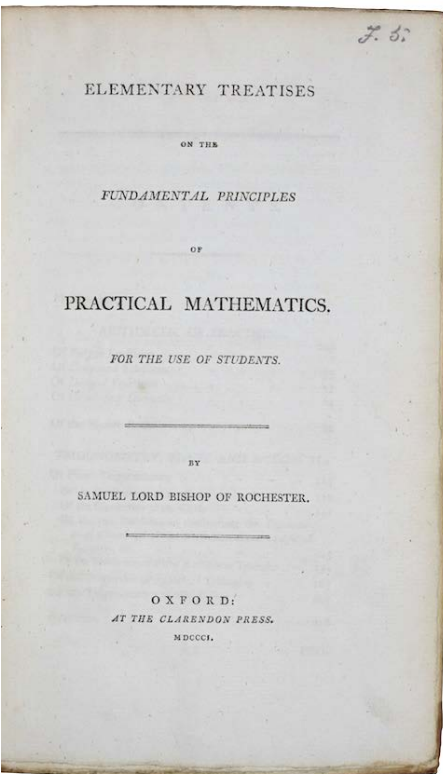 J. 5.
ELEMENTARY TREATISES
ON THE
FUNDAMENTAL PRINCIPLES
OF
PRACTICAL MATHEMATICS.
FOR THE USE OF STUDENTS.
BY
SAMUEL LORD BISHOP OF ROCHESTER.
OXFORD:
AT THE CLARENDON PRESS.
MDCCCI.